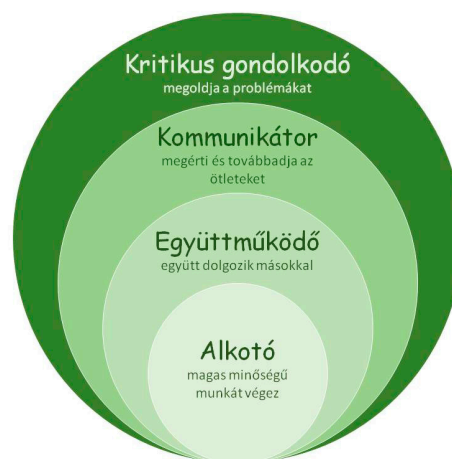 Kritikus gondolkodó
megoldja a problémákat
Kommunikátor
megérti és továbbadja az
ötleteket
Együttműködő
együtt dolgozik másokkal
Alkotó
magas minőségű
munkát végez